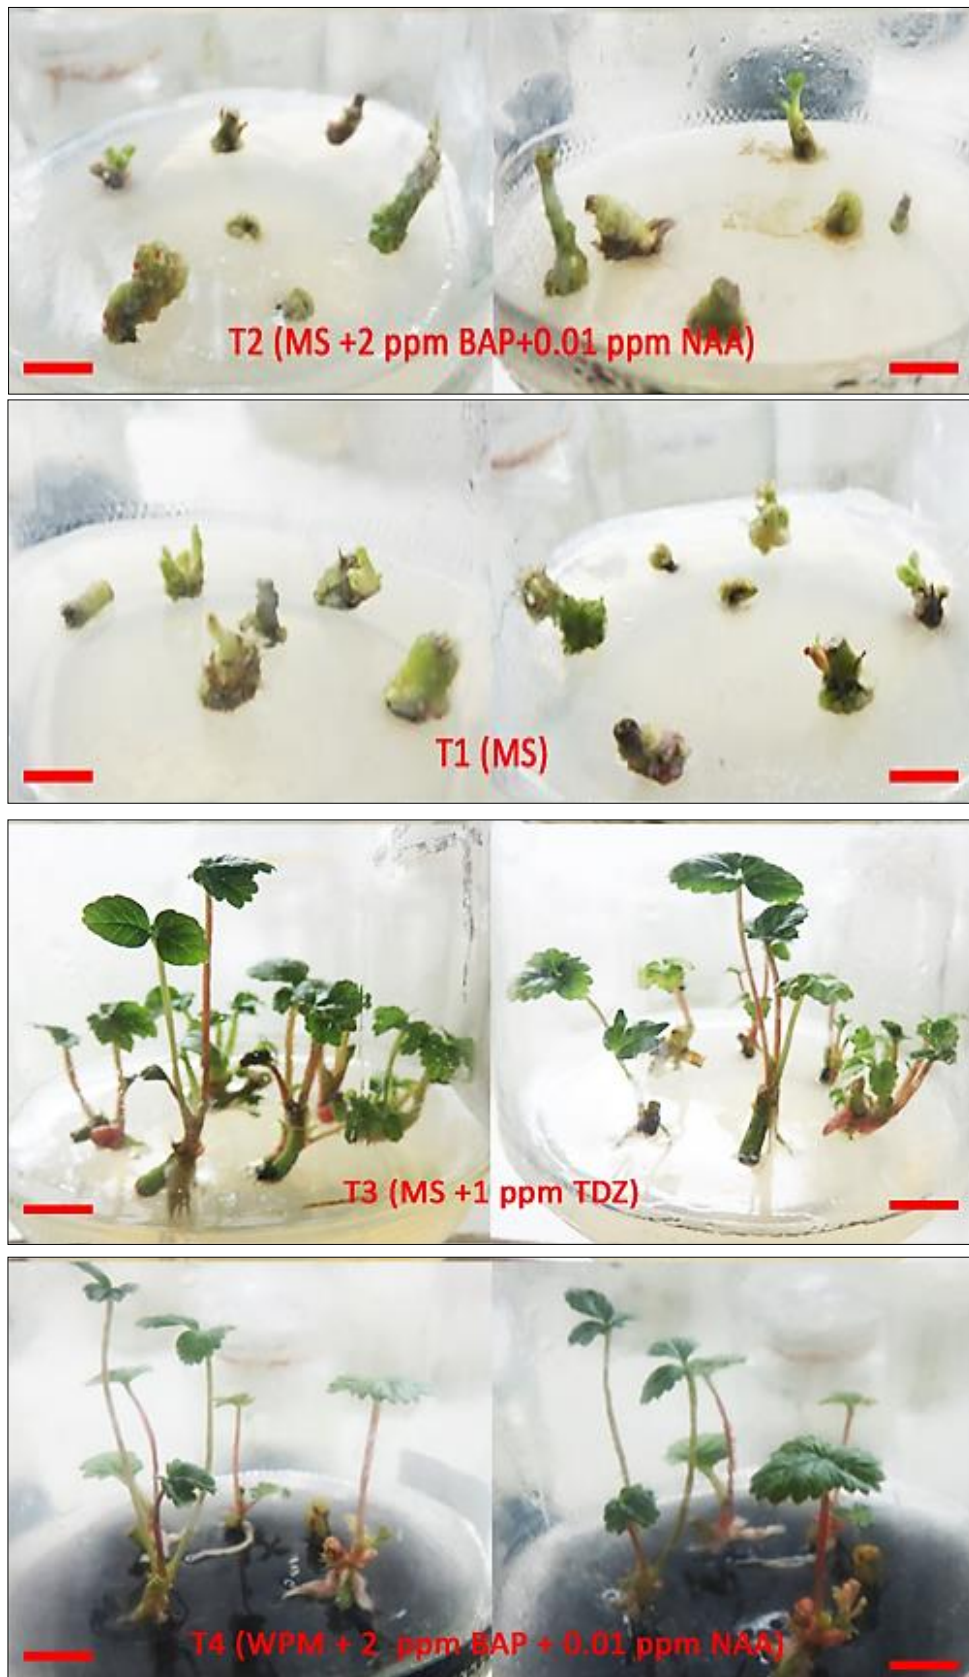 T2 (MS +2 ppm BAP+0.01 ppm NAA)
T1 (MS)
T3 (MS +1 ppm TDZ)
T4 (WPM + 2 ppm BAP + 0.01 ppm NAA)